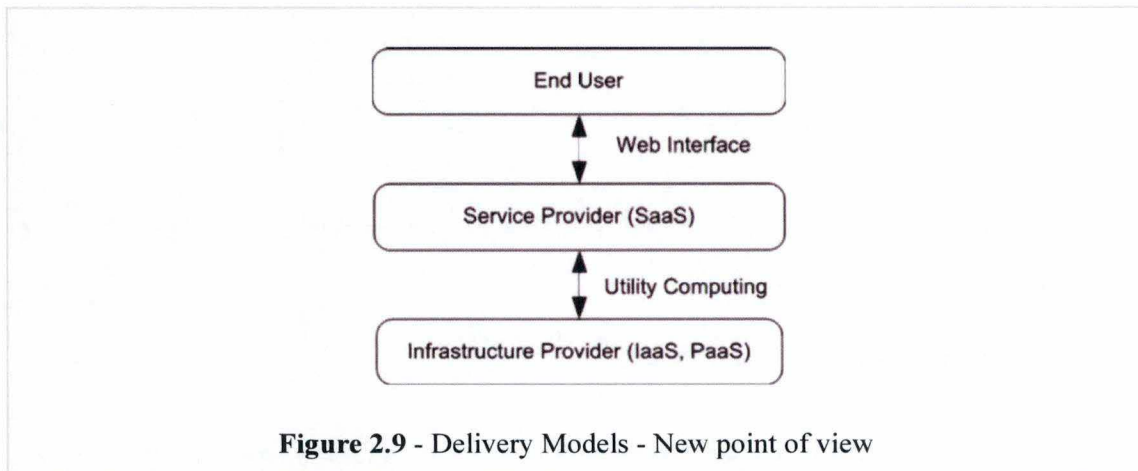 End User
Web Interface
Service Provider (SaaS)
Utility Computing
Infrastructure Provider (IaaS, PaaS)
Figure 2.9 - Delivery Models - New point of view